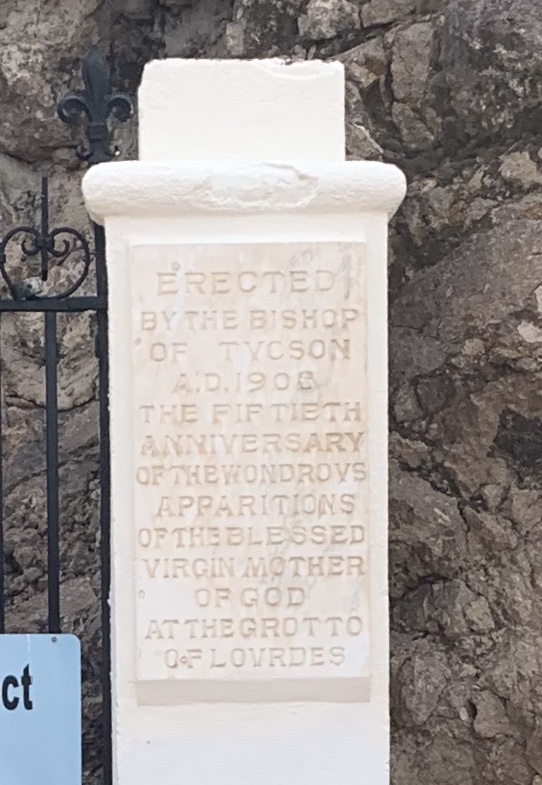 ERECTED
BY THE BISHOP
OF TVCSON
A.D. 1908
THE FIFTIETH
ANNIVERSARY
OF THE WONDROVS
APPARITIONS
OF THE BLESSED
VIRGIN MOTHER
OF GOD
AT THE GROTTO
OF LOVRDES
ct